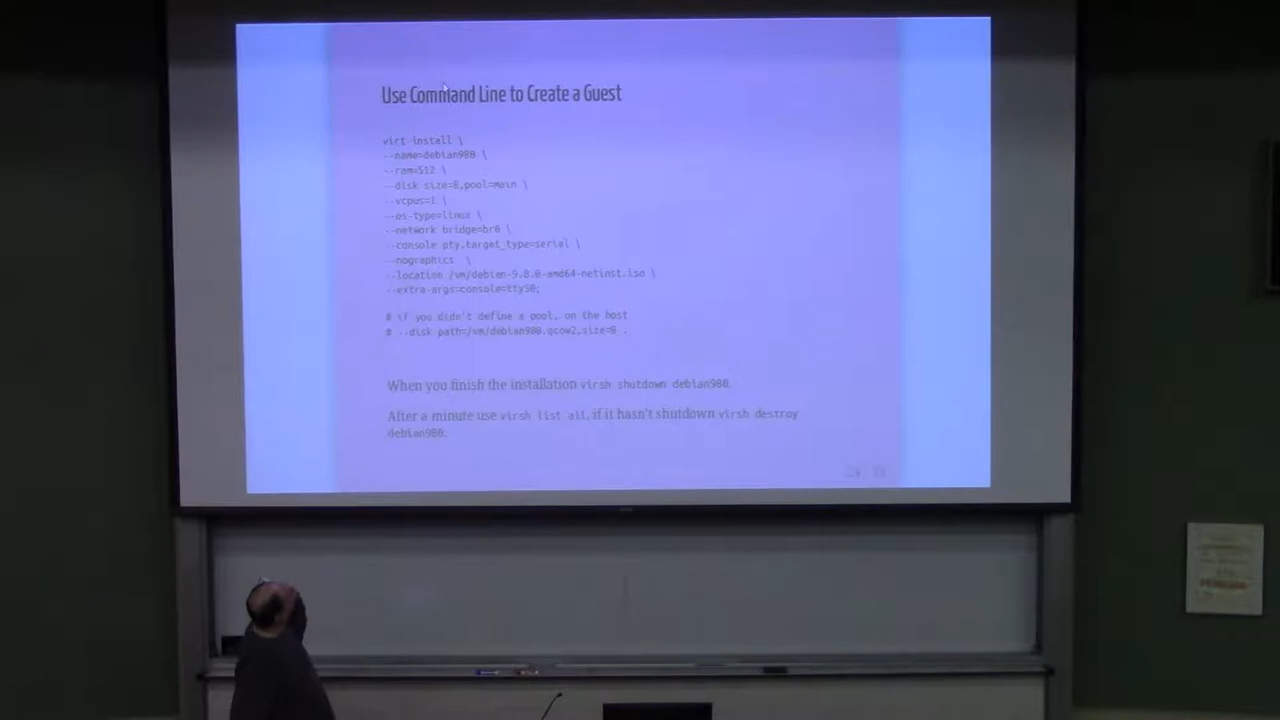 Use Command Line to Create a Guest
virt-install \
--name=debian980 \
--ram=512 \
--disk size=8,pool=main \
--vcpus=1 \
--os-type=linux \
--network bridge=br0 \
--console pty,target_type=serial \
--nographics \
--location /vm/debian-9.8.0-amd64-netinst.iso \
--extra-args=console=ttyS0;
# if you didn't define a pool, on the host
# --disk path=/vm/debian980.qcow2,size=8 .
When you finish the installation virsh shutdown debian980.
After a minute use virsh list all, if it hasn't shutdown virsh destroy
debian980.